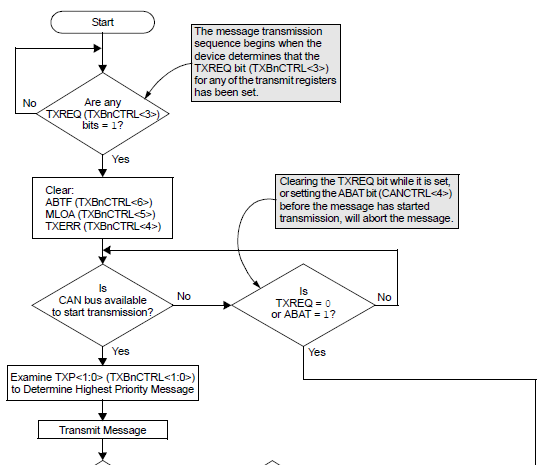 Start
The message transmission
sequence begins when the
device determines that the
TXREQ bit (TXBnCTRL<3>)
for any of the transmit registers
has been set.
No
Are any
TXREQ (TXBnCTRL<3>)
bits = 1?
Yes
Clear:
ABTF (TXBnCTRL<6>)
MLOA (TXBnCTRL<5>)
TXERR (TXBnCTRL<4>)
Clearing the TXREQ bit while it is set,
or setting the ABAT bit (CANCTRL<4>)
before the message has started
transmission, will abort the message.
Is
CAN bus available
to start transmission?
No
Is
TXREQ = 0
or ABAT = 1?
No
Yes
Yes
Examine TXP<1:0> (TXBnCTRL<1:0>)
to Determine Highest Priority Message
Transmit Message